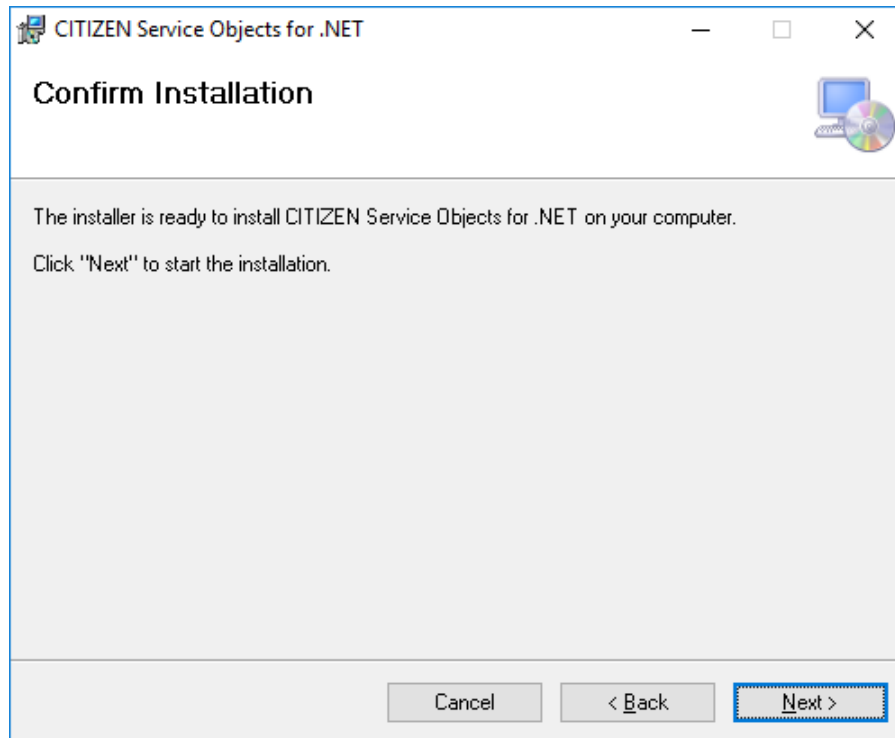 CITIZEN Service Objects for .NET
Confirm Installation
The installer is ready to install CITIZEN Service Objects for .NET on your computer.
Click "Next" to start the installation.
Cancel
< Back
Next >